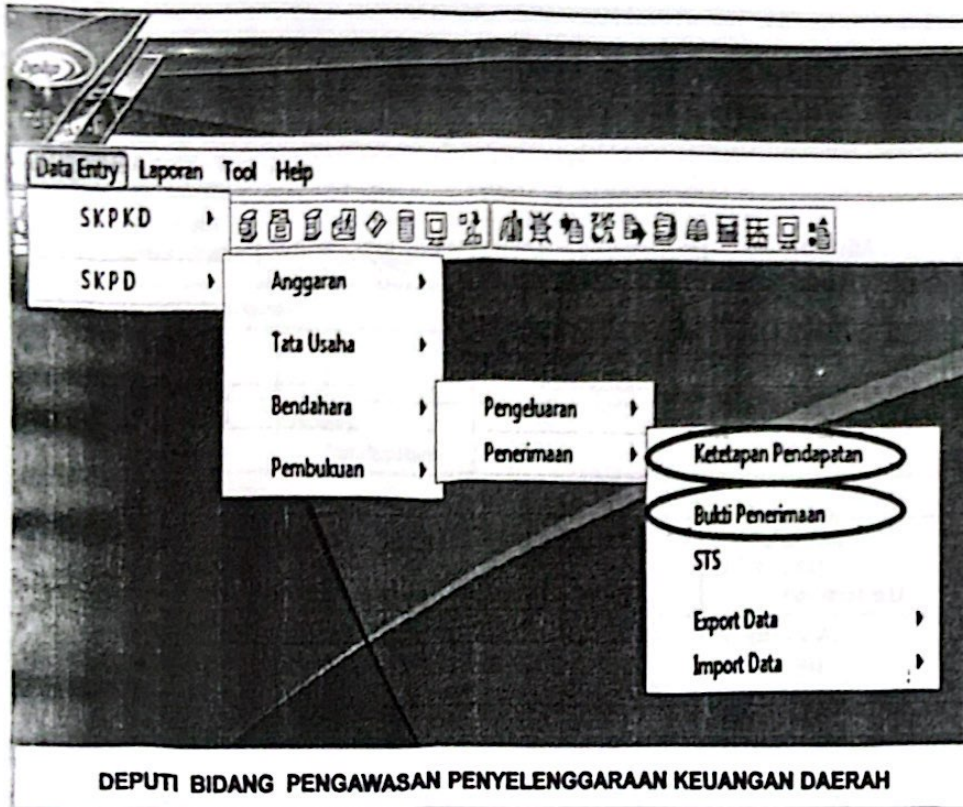 Data Entry Laporan Tool Help
SKPKD
SKPD
Anggaran
Tata Usaha
Bendahara
Pembukuan
Pengeluaran
Penerimaan
Ketetapan Pendapatan
Bukti Penerimaan
STS
Export Data
Import Data
DEPUTI BIDANG PENGAWASAN PENYELENGGARAAN KEUANGAN DAERAH